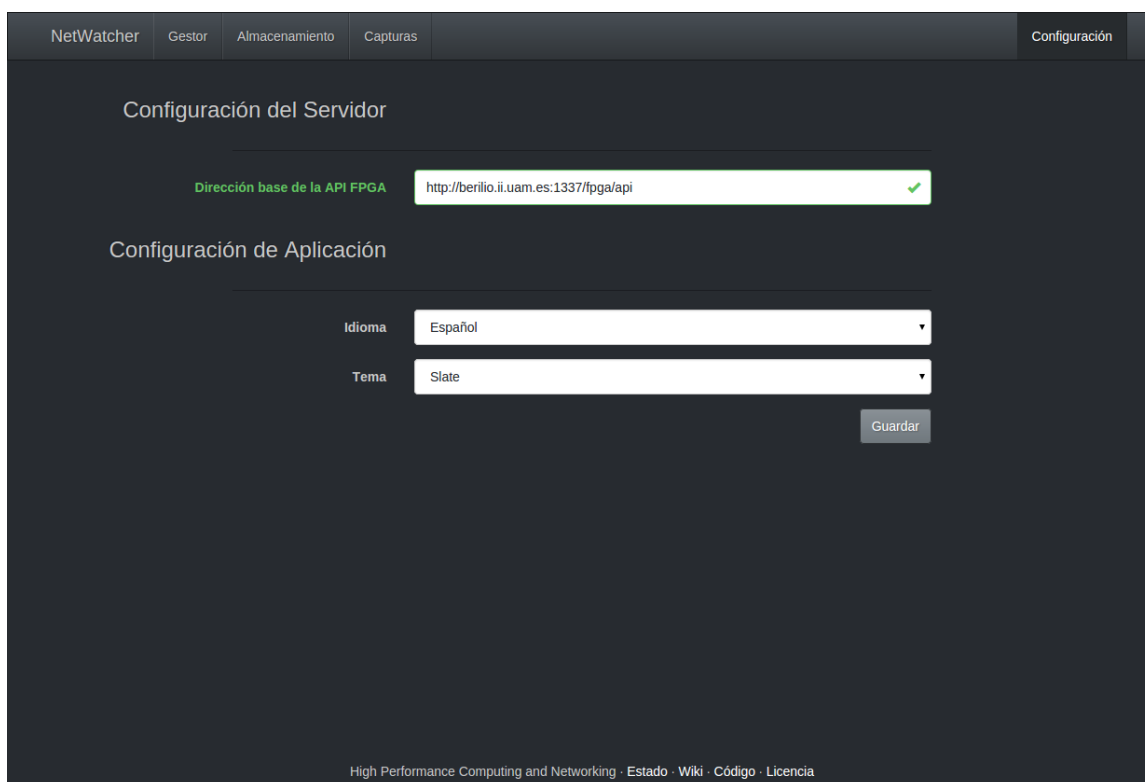 NetWatcher Gestor Almacenamiento Capturas Configuración
Configuración del Servidor
Dirección base de la API FPGA http://berilio.ii.uam.es:1337/fpga/api
Configuración de Aplicación
Idioma Español
Tema Slate
Guardar
High Performance Computing and Networking · Estado · Wiki · Código · Licencia